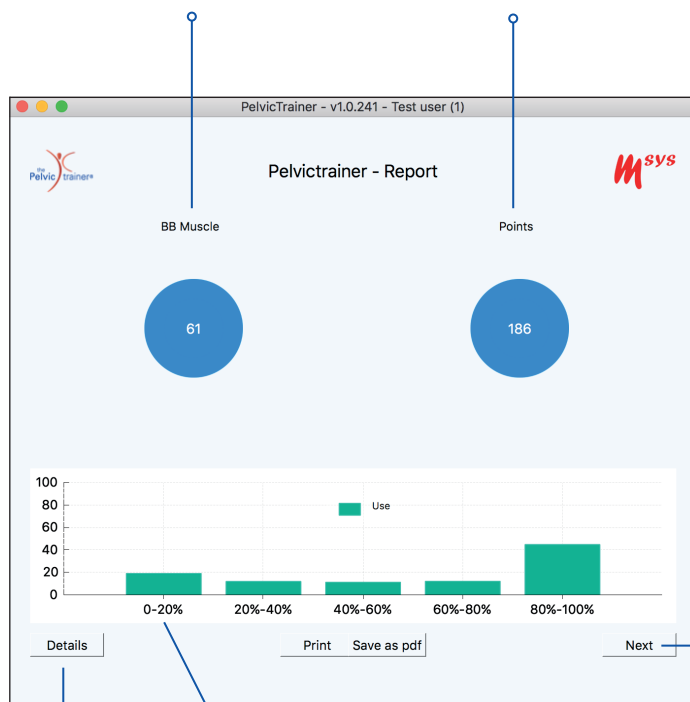 PelvicTrainer - v1.0.241 - Test user (1)
the
Pelvic trainer®
Pelvictrainer - Report
Msys
BB Muscle
Points
61
186
100
80
60
40
20
0
Use
0-20%
20%-40%
40%-60%
60%-80%
80%-100%
Details
Print
Save as pdf
Next